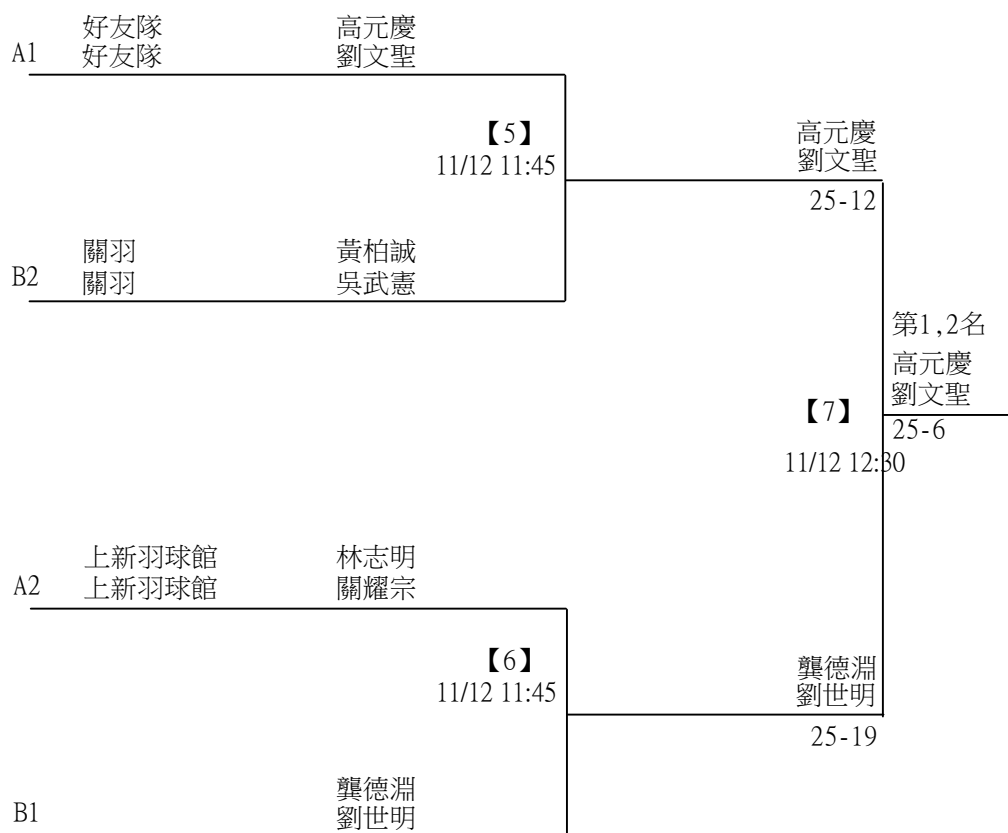 好友隊 高元慶
A1 好友隊 劉文聖
【5】
11/12 11:45
高元慶
劉文聖
25-12
關羽 黃柏誠
B2 關羽 吳武憲
第1,2名
高元慶
劉文聖
【7】
25-6
11/12 12:30
上新羽球館 林志明
A2 上新羽球館 關耀宗
【6】
11/12 11:45
龔德淵
劉世明
25-19
龔德淵
B1 劉世明